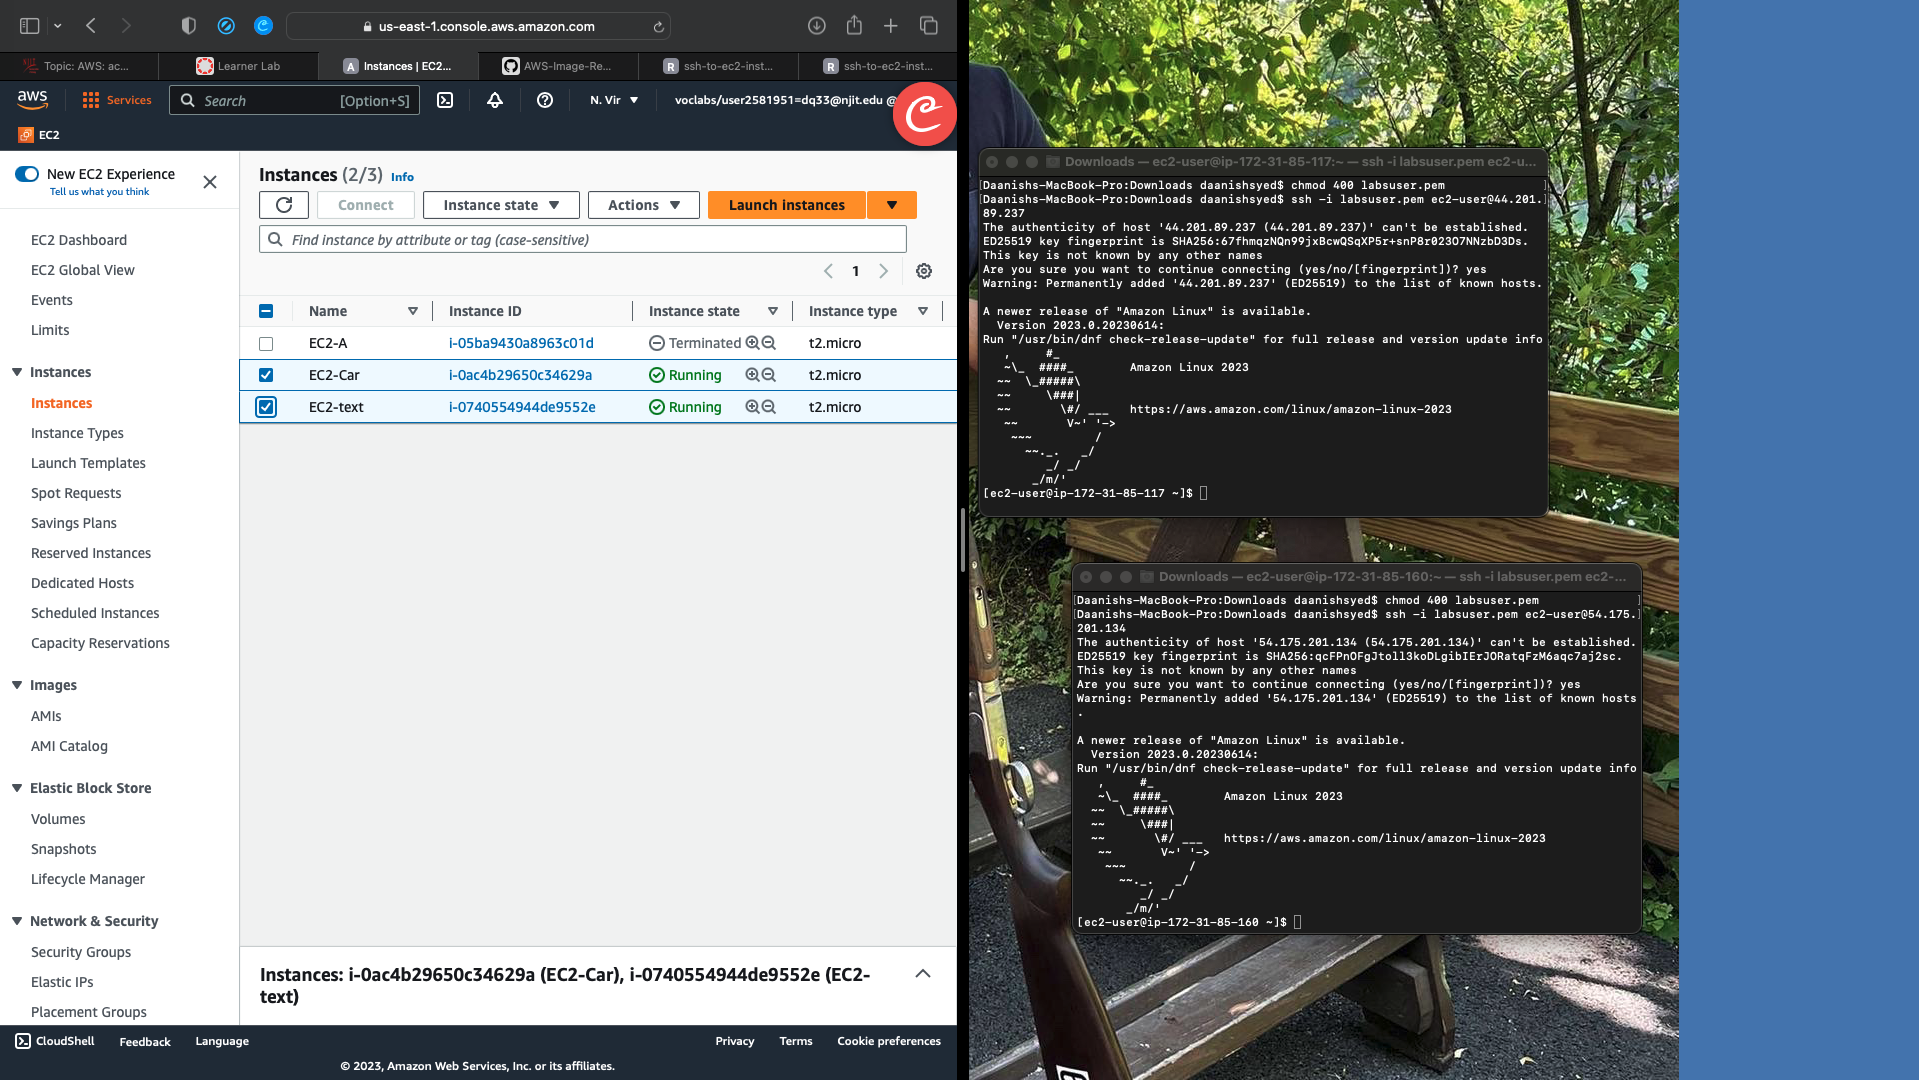 us-east-1.console.aws.amazon.com
Topic: AWS: ac...
Learner Lab
Instances | EC2...
AWS-Image-Re...
ssh-to-ec2-inst...
ssh-to-ec2-inst...
aws
Services
Search
[Option+S]
N. Vir
voclabs/user2581951=dq33@njit.edu @
EC2
New EC2 Experience
Tell us what you think
EC2 Dashboard
EC2 Global View
Events
Limits
Instances
Instances
Instance Types
Launch Templates
Spot Requests
Savings Plans
Reserved Instances
Dedicated Hosts
Scheduled Instances
Capacity Reservations
Images
AMIs
AMI Catalog
Elastic Block Store
Volumes
Snapshots
Lifecycle Manager
Network & Security
Security Groups
Elastic IPs
Placement Groups
Instances (2/3) Info
Connect
Instance state
Actions
Launch instances
Find instance by attribute or tag (case-sensitive)
1
Name Instance ID Instance state Instance type
EC2-A i-05ba9430a8963c01d Terminated t2.micro
EC2-Car i-0ac4b29650c34629a Running t2.micro
EC2-text i-0740554944de9552e Running t2.micro
Instances: i-0ac4b29650c34629a (EC2-Car), i-0740554944de9552e (EC2-
text)
CloudShell Feedback Language
Privacy Terms Cookie preferences
© 2023, Amazon Web Services, Inc. or its affiliates.
Downloads — ec2-user@ip-172-31-85-117:~ — ssh -i labsuser.pem ec2-u...
[Daanishs-MacBook-Pro:Downloads daanishsyed$ chmod 400 labsuser.pem ]
[Daanishs-MacBook-Pro:Downloads daanishsyed$ ssh -i labsuser.pem ec2-user@44.201.]
89.237
The authenticity of host '44.201.89.237 (44.201.89.237)' can't be established.
ED25519 key fingerprint is SHA256:67fhmqzNQn99jxBcwQSqXP5r+snP8r023O7NNzbD3Ds.
This key is not known by any other names
Are you sure you want to continue connecting (yes/no/[fingerprint])? yes
Warning: Permanently added '44.201.89.237' (ED25519) to the list of known hosts.
A newer release of "Amazon Linux" is available.
Version 2023.0.20230614:
Run "/usr/bin/dnf check-release-update" for full release and version update info
, #_
~\_ ####_ Amazon Linux 2023
~~ \_#####\
~~ \###|
~~ \#/ ___ https://aws.amazon.com/linux/amazon-linux-2023
~~ V~' '->
~~~ /
~~._. _/
_/ _/
_/m/'
[ec2-user@ip-172-31-85-117 ~]$
Downloads — ec2-user@ip-172-31-85-160:~ — ssh -i labsuser.pem ec2-...
[Daanishs-MacBook-Pro:Downloads daanishsyed$ chmod 400 labsuser.pem ]
[Daanishs-MacBook-Pro:Downloads daanishsyed$ ssh -i labsuser.pem ec2-user@54.175.]
201.134
The authenticity of host '54.175.201.134 (54.175.201.134)' can't be established.
ED25519 key fingerprint is SHA256:qcFPnOFgJtoll3koDLgibIErJORatqFzM6aqc7aj2sc.
This key is not known by any other names
Are you sure you want to continue connecting (yes/no/[fingerprint])? yes
Warning: Permanently added '54.175.201.134' (ED25519) to the list of known hosts
.
A newer release of "Amazon Linux" is available.
Version 2023.0.20230614:
Run "/usr/bin/dnf check-release-update" for full release and version update info
, #_
~\_ ####_ Amazon Linux 2023
~~ \_#####\
~~ \###|
~~ \#/ ___ https://aws.amazon.com/linux/amazon-linux-2023
~~ V~' '->
~~~ /
~~._. _/
_/ _/
_/m/'
[ec2-user@ip-172-31-85-160 ~]$